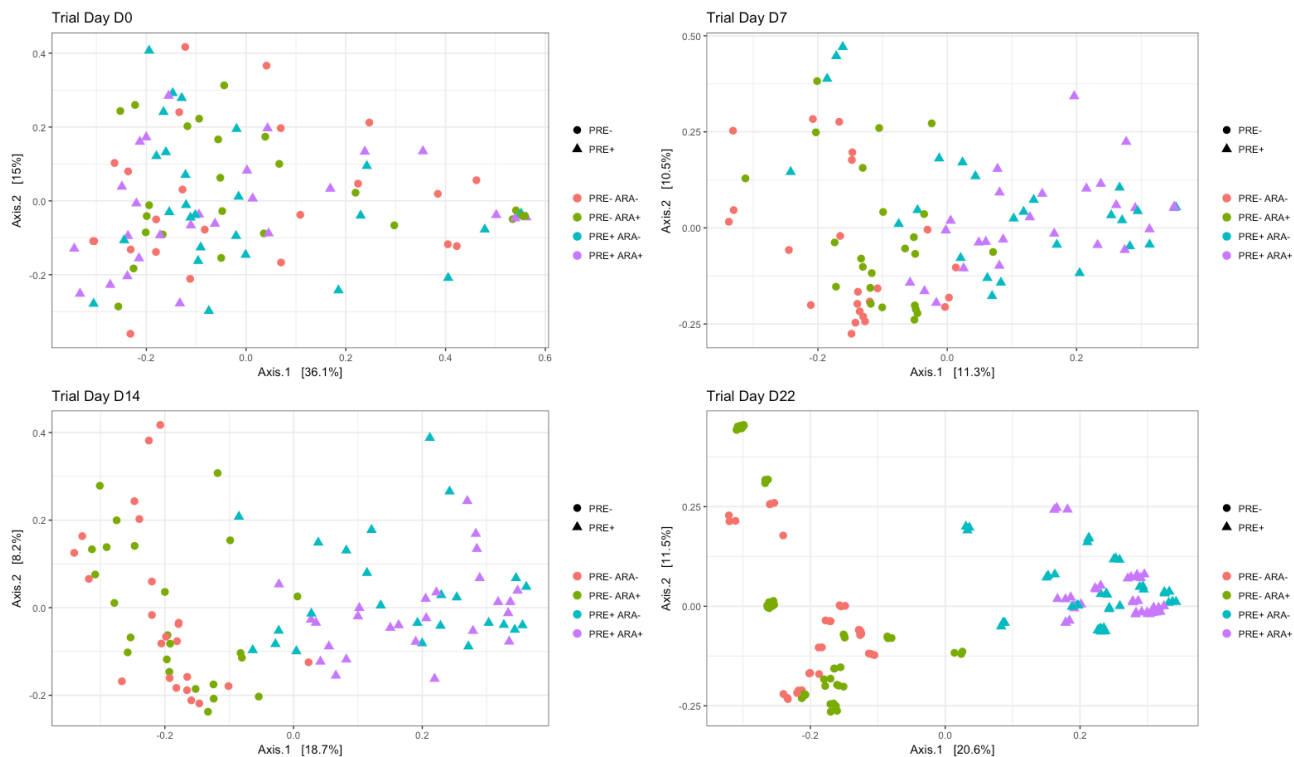 Trial Day D0
0.4
0.2
0.0
-0.2
Axis.2 [15%]
-0.2 0.0 0.2 0.4 0.6
Axis.1 [36.1%]
PRE-
PRE+
PRE- ARA-
PRE- ARA+
PRE+ ARA-
PRE+ ARA+
Trial Day D7
0.50
0.25
0.00
-0.25
Axis.2 [10.5%]
-0.2 0.0 0.2
Axis.1 [11.3%]
PRE-
PRE+
PRE- ARA-
PRE- ARA+
PRE+ ARA-
PRE+ ARA+
Trial Day D14
0.4
0.2
0.0
-0.2
Axis.2 [8.2%]
-0.2 0.0 0.2
Axis.1 [18.7%]
PRE-
PRE+
PRE- ARA-
PRE- ARA+
PRE+ ARA-
PRE+ ARA+
Trial Day D22
0.25
0.00
-0.25
Axis.2 [11.5%]
-0.2 0.0 0.2
Axis.1 [20.6%]
PRE-
PRE+
PRE- ARA-
PRE- ARA+
PRE+ ARA-
PRE+ ARA+